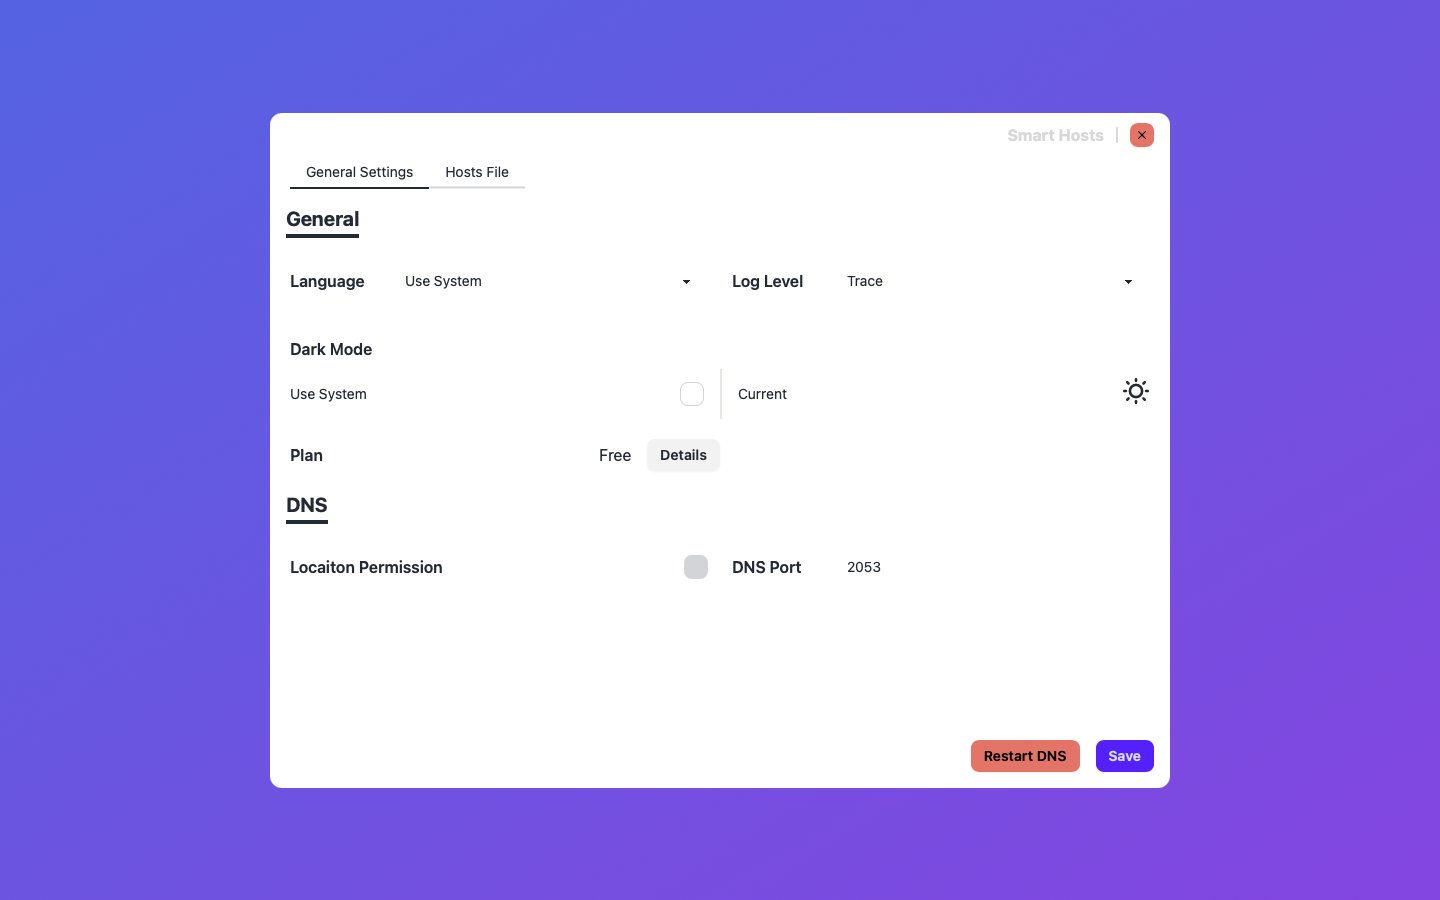 Smart Hosts
General Settings Hosts File
General
Language Use System Log Level Trace
Dark Mode
Use System Current
Plan Free Details
DNS
Locaiton Permission DNS Port 2053
Restart DNS Save